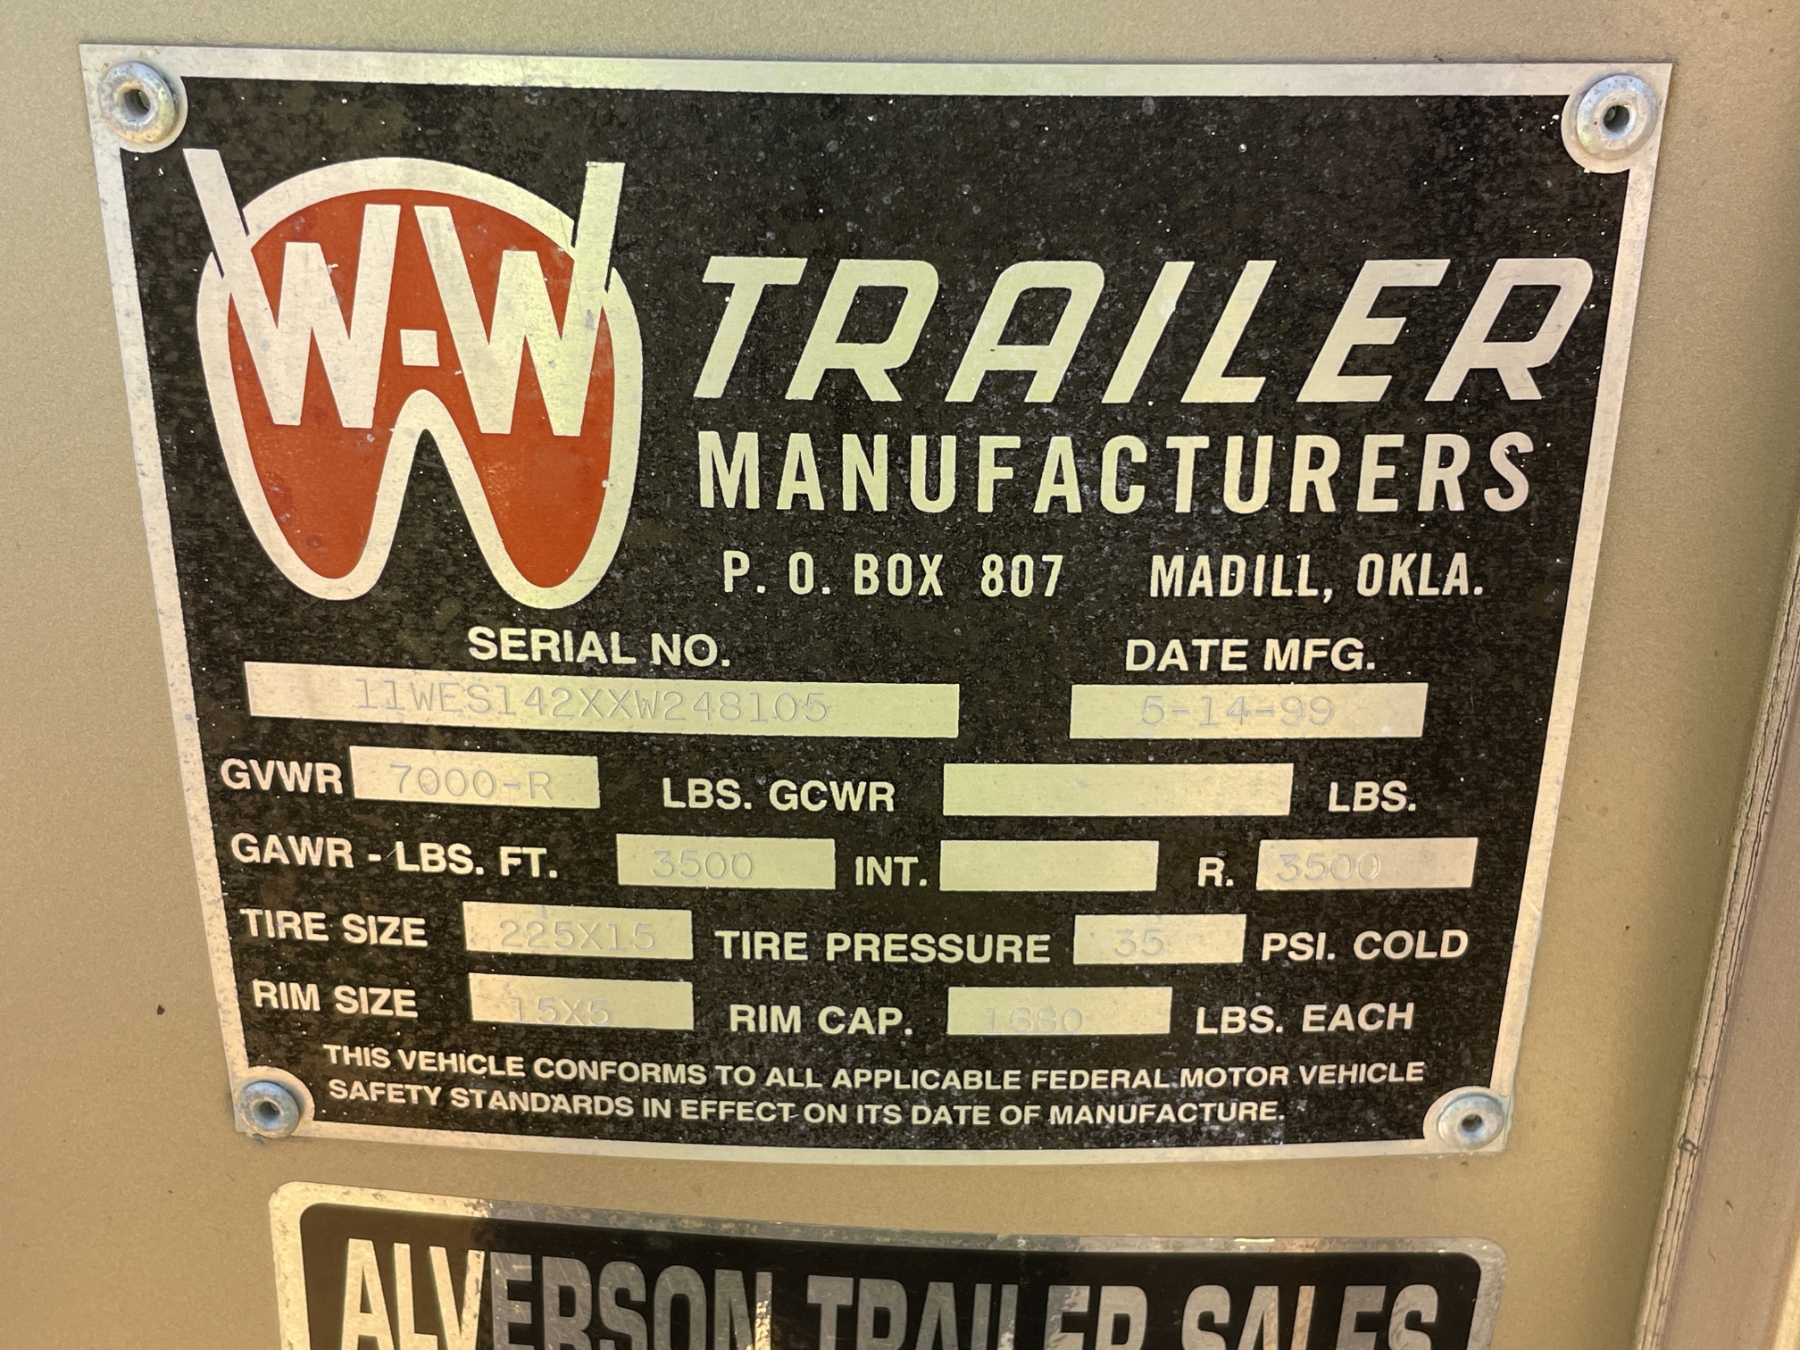 W-W
TRAILER
MANUFACTURERS
P. O. BOX 807 MADILL, OKLA.
SERIAL NO. DATE MFG.
11WES142XXW248105 5-14-99
GVWR 7000-R LBS. GCWR LBS.
GAWR - LBS. FT. 3500 INT. R. 3500
TIRE SIZE 225X15 TIRE PRESSURE 35 PSI. COLD
RIM SIZE 15X5 RIM CAP. LBS. EACH
THIS VEHICLE CONFORMS TO ALL APPLICABLE FEDERAL MOTOR VEHICLE
SAFETY STANDARDS IN EFFECT ON ITS DATE OF MANUFACTURE.
ALVERSON TRAILER SALES